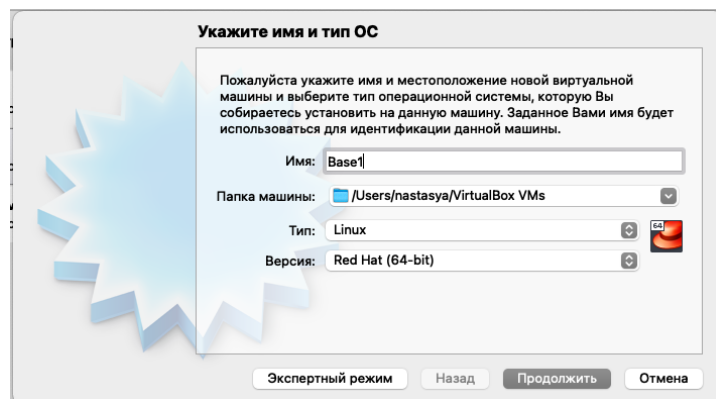 Укажите имя и тип ОС
Пожалуйста укажите имя и местоположение новой виртуальной
машины и выберите тип операционной системы, которую Вы
собираетесь установить на данную машину. Заданное Вами имя будет
использоваться для идентификации данной машины.
Имя: Base1
Папка машины: /Users/nastasya/VirtualBox VMs
Тип: Linux
64
Версия: Red Hat (64-bit)
Экспертный режим Назад Продолжить Отмена